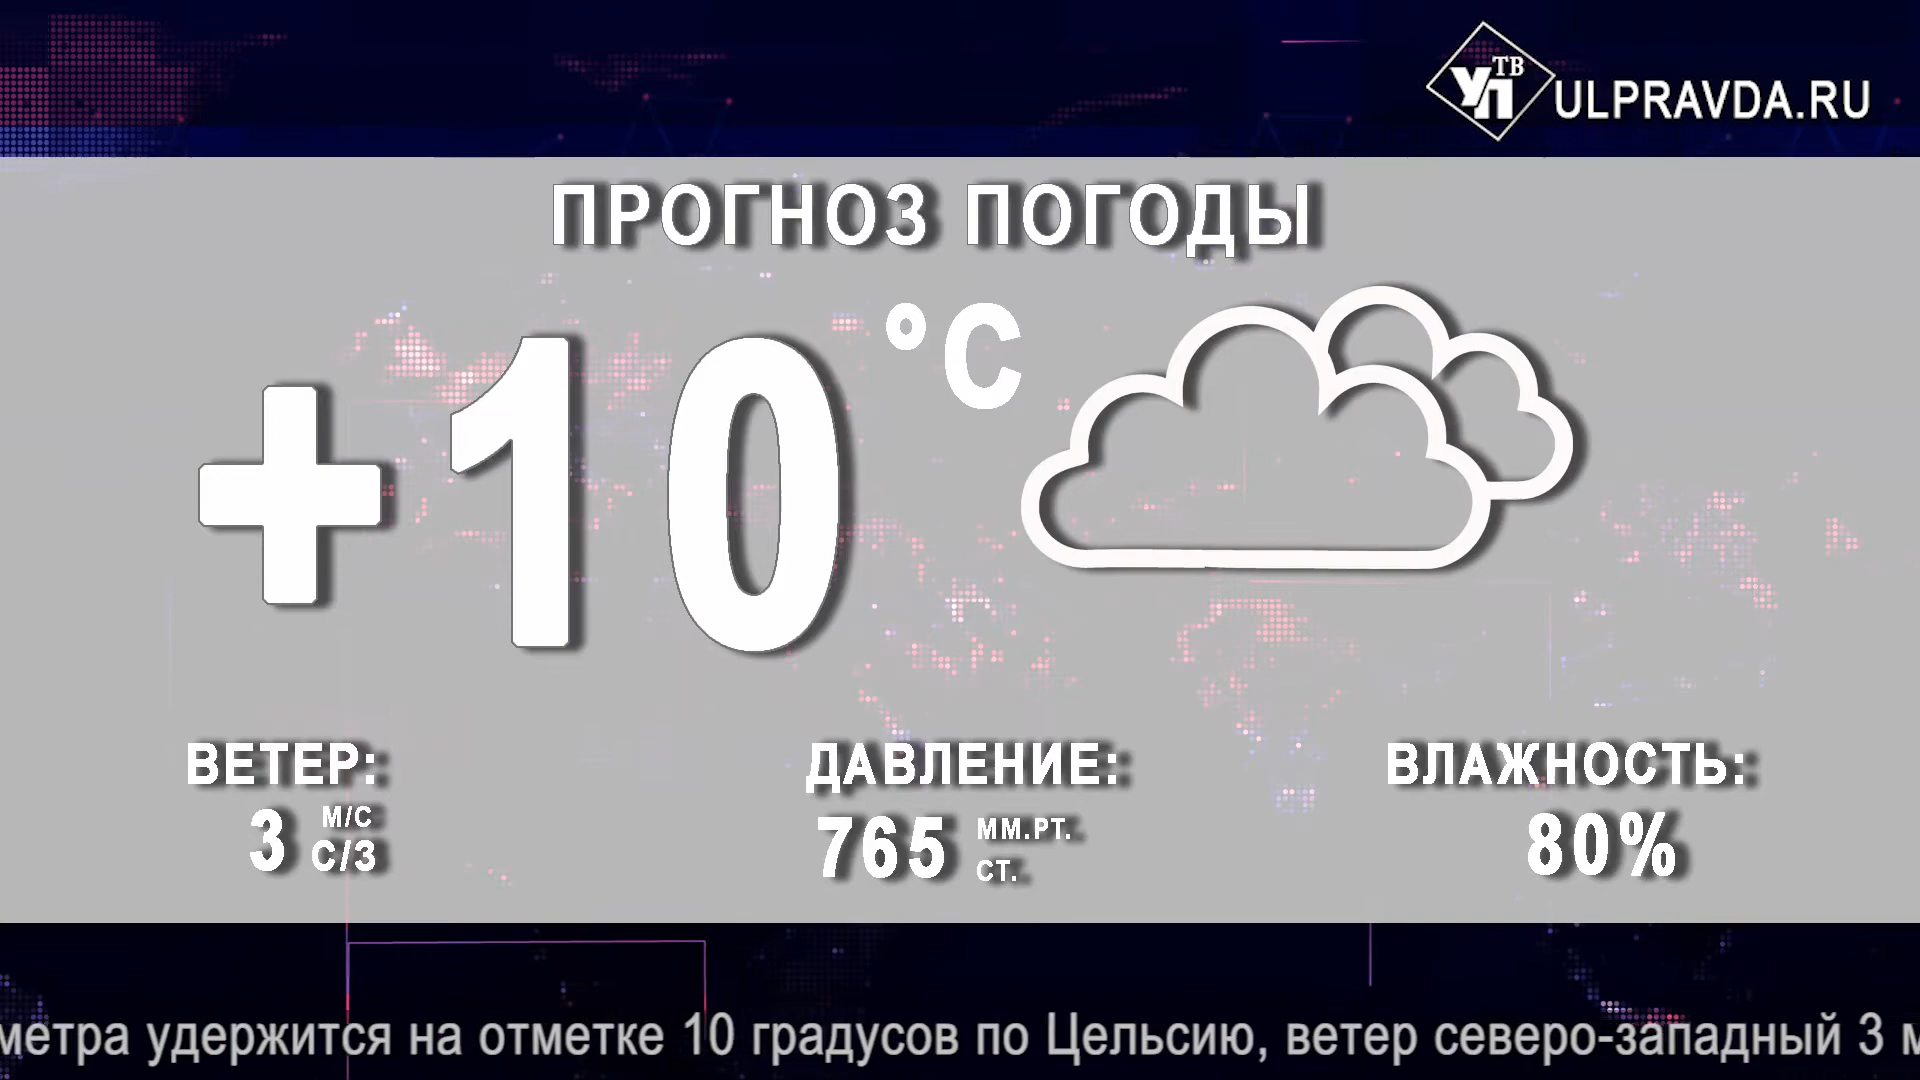 УП ТВ
ULPRAVDA.RU
ПРОГНОЗ ПОГОДЫ
+10 °C
ВЕТЕР:
3 М/С
С/З
ДАВЛЕНИЕ:
765 ММ.РТ.
СТ.
ВЛАЖНОСТЬ:
80%
метра удержится на отметке 10 градусов по Цельсию, ветер северо-западный 3 м